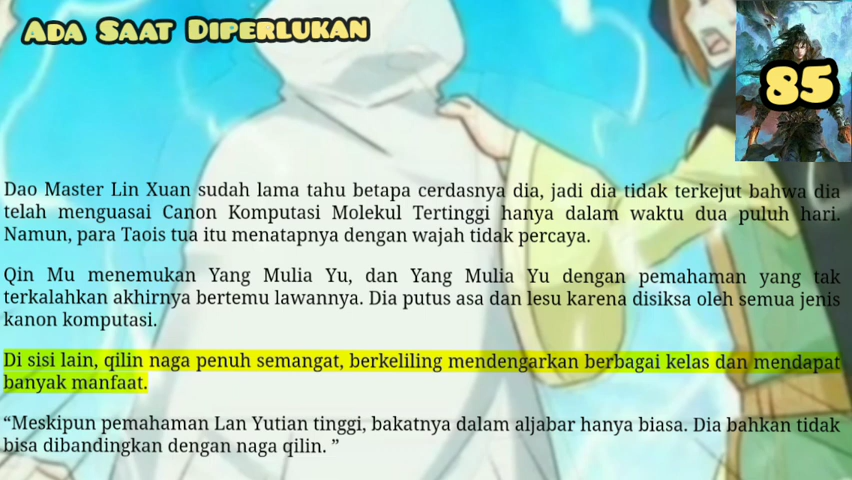 Ada Saat Diperlukan
85
Dao Master Lin Xuan sudah lama tahu betapa cerdasnya dia, jadi dia tidak terkejut bahwa dia
telah menguasai Canon Komputasi Molekul Tertinggi hanya dalam waktu dua puluh hari.
Namun, para Taois tua itu menatapnya dengan wajah tidak percaya.
Qin Mu menemukan Yang Mulia Yu, dan Yang Mulia Yu dengan pemahaman yang tak
terkalahkan akhirnya bertemu lawannya. Dia putus asa dan lesu karena disiksa oleh semua jenis
kanon komputasi.
Di sisi lain, qilin naga penuh semangat, berkeliling mendengarkan berbagai kelas dan mendapat
banyak manfaat.
“Meskipun pemahaman Lan Yutian tinggi, bakatnya dalam aljabar hanya biasa. Dia bahkan tidak
bisa dibandingkan dengan naga qilin. ”